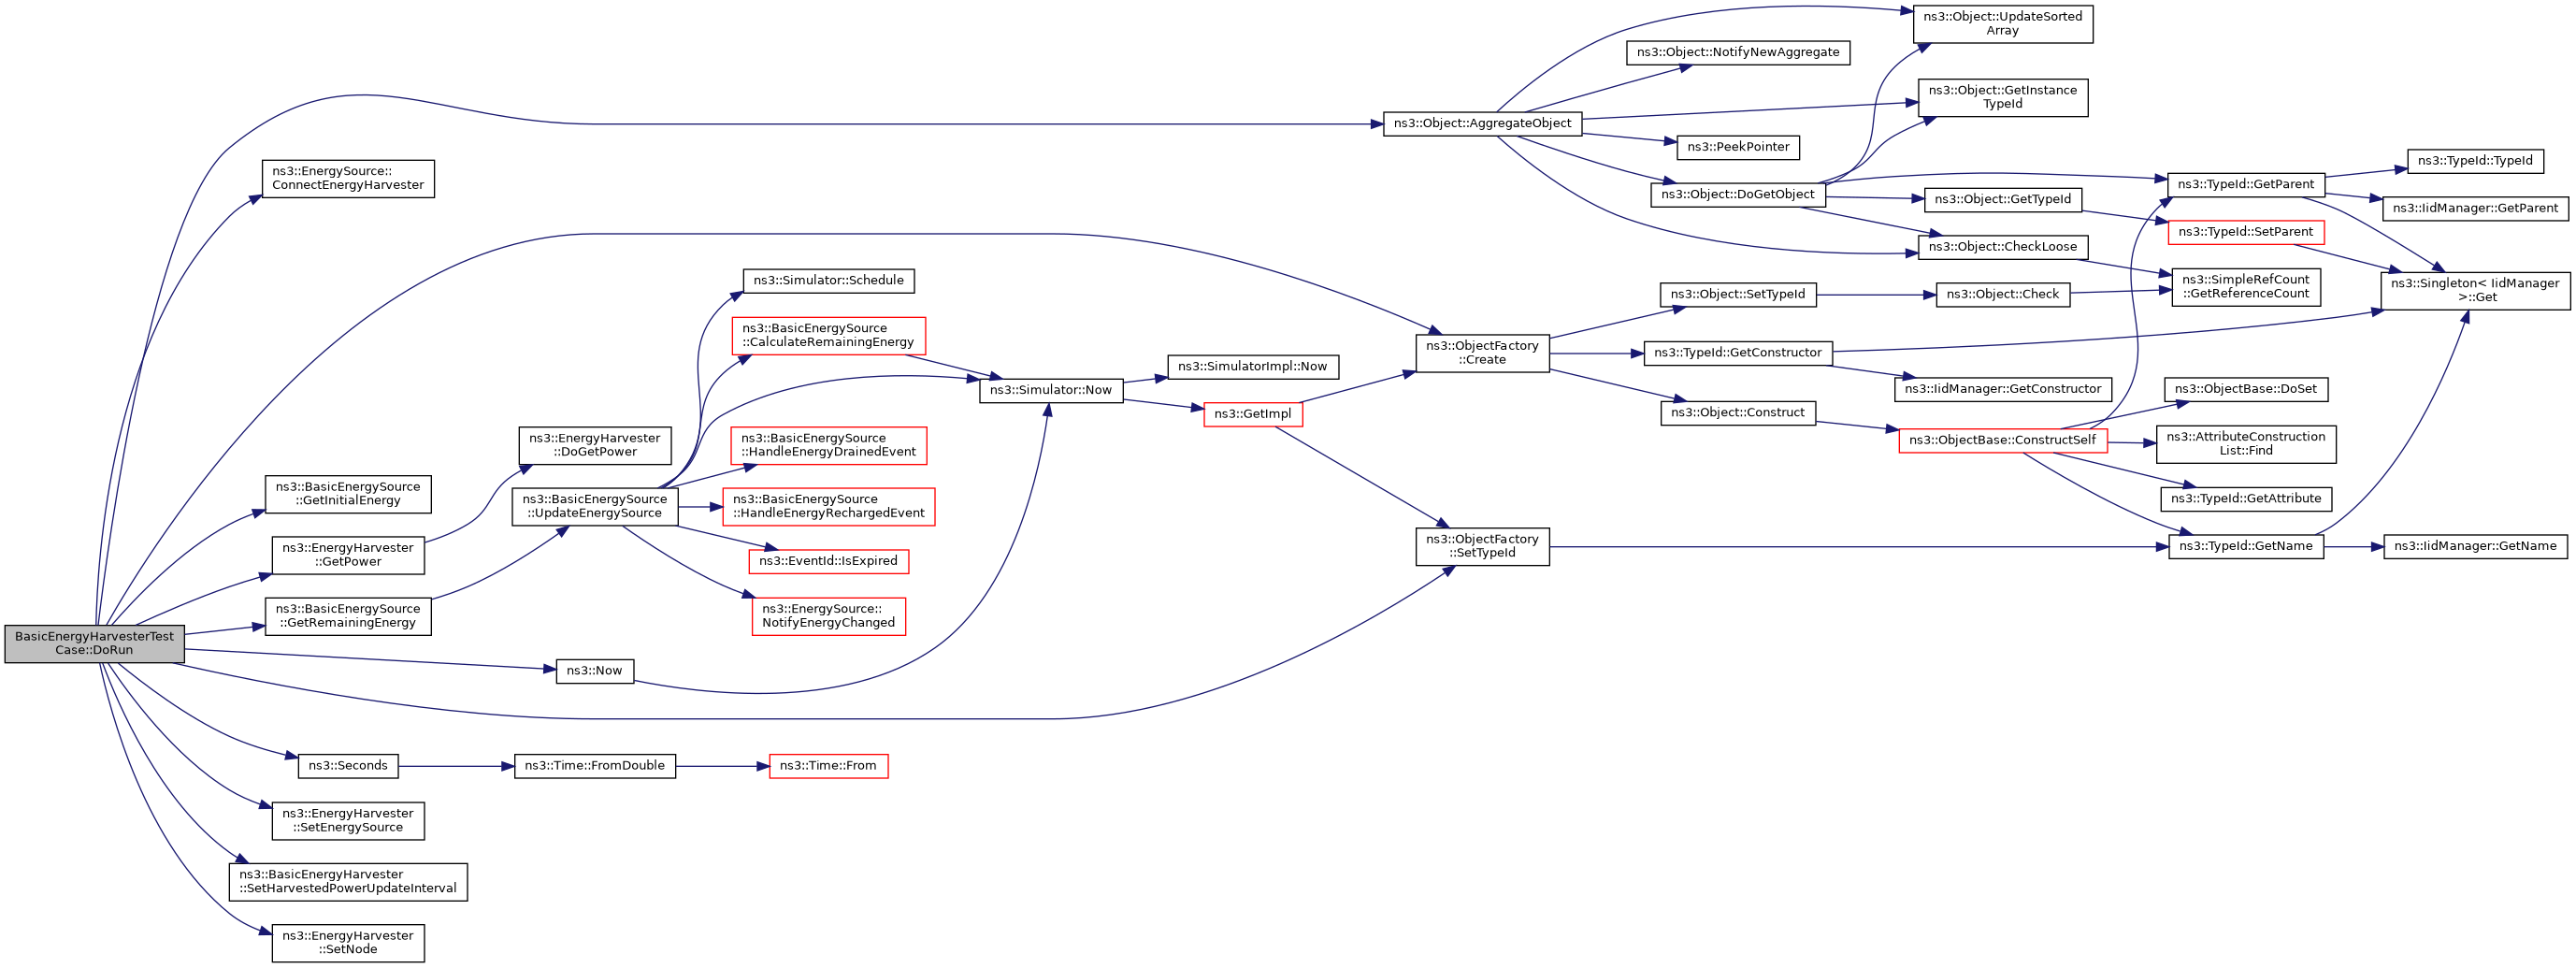 BasicEnergyHarvesterTest
Case::DoRun
ns3::EnergySource::
ConnectEnergyHarvester
ns3::BasicEnergySource
::GetInitialEnergy
ns3::EnergyHarvester
::GetPower
ns3::BasicEnergySource
::GetRemainingEnergy
ns3::Seconds
ns3::EnergyHarvester
::SetEnergySource
ns3::BasicEnergyHarvester
::SetHarvestedPowerUpdateInterval
ns3::EnergyHarvester
::SetNode
ns3::EnergyHarvester
::DoGetPower
ns3::BasicEnergySource
::UpdateEnergySource
ns3::Now
ns3::Time::FromDouble
ns3::Simulator::Schedule
ns3::BasicEnergySource
::CalculateRemainingEnergy
ns3::BasicEnergySource
::HandleEnergyDrainedEvent
ns3::BasicEnergySource
::HandleEnergyRechargedEvent
ns3::EventId::IsExpired
ns3::EnergySource::
NotifyEnergyChanged
ns3::Time::From
ns3::Simulator::Now
ns3::SimulatorImpl::Now
ns3::GetImpl
ns3::Object::AggregateObject
ns3::ObjectFactory
::Create
ns3::ObjectFactory
::SetTypeId
ns3::Object::NotifyNewAggregate
ns3::PeekPointer
ns3::Object::DoGetObject
ns3::Object::SetTypeId
ns3::TypeId::GetConstructor
ns3::Object::Construct
ns3::Object::UpdateSorted
Array
ns3::Object::GetInstance
TypeId
ns3::Object::GetTypeId
ns3::Object::CheckLoose
ns3::Object::Check
ns3::IidManager::GetConstructor
ns3::ObjectBase::ConstructSelf
ns3::TypeId::GetParent
ns3::TypeId::SetParent
ns3::SimpleRefCount
::GetReferenceCount
ns3::ObjectBase::DoSet
ns3::AttributeConstruction
List::Find
ns3::TypeId::GetAttribute
ns3::TypeId::GetName
ns3::TypeId::TypeId
ns3::IidManager::GetParent
ns3::Singleton< IidManager
>::Get
ns3::IidManager::GetName